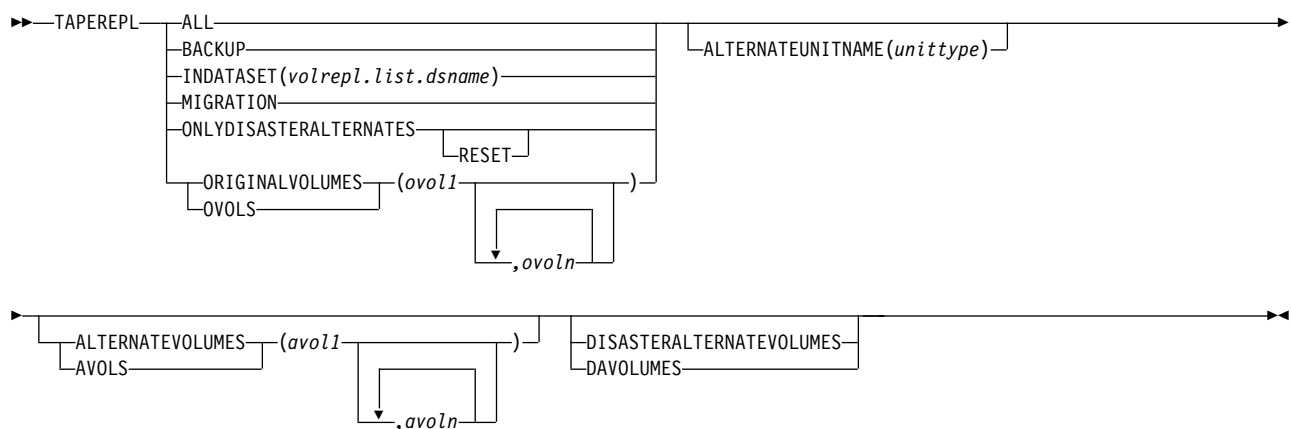 TAPEREPL ALL
BACKUP
ALTERNATEUNITNAME(unittype)
INDATASET(volrepl.list.dsname)
MIGRATION
ONLYDISASTERALTERNATES
RESET
ORIGINALVOLUMES (ovol1 )
OVOLS
,ovoln
ALTERNATEVOLUMES (avol1 ) DISASTERALTERNATEVOLUMES
AVOLS DAVOLUMES
,avoln